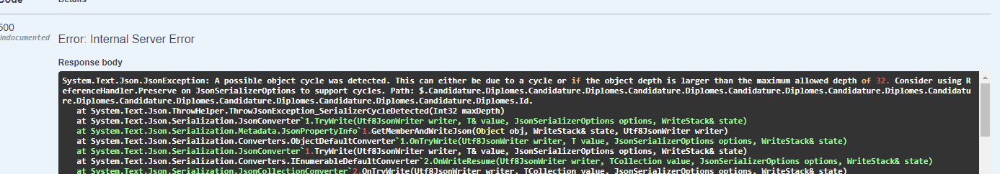 Details
500
Undocumented
Error: Internal Server Error
Response body
System.Text.Json.JsonException: A possible object cycle was detected. This can either be due to a cycle or if the object depth is larger than the maximum allowed depth of 32. Consider using R
eferenceHandler.Preserve on JsonSerializerOptions to support cycles. Path: $.Candidature.Diplomes.Candidature.Diplomes.Candidature.Diplomes.Candidature.Diplomes.Candidature.Diplomes.Candidatu
re.Diplomes.Candidature.Diplomes.Candidature.Diplomes.Candidature.Diplomes.Candidature.Diplomes.Id.
at System.Text.Json.ThrowHelper.ThrowJsonException_SerializerCycleDetected(Int32 maxDepth)
at System.Text.Json.Serialization.JsonConverter`1.TryWrite(Utf8JsonWriter writer, T& value, JsonSerializerOptions options, WriteStack& state)
at System.Text.Json.Serialization.Metadata.JsonPropertyInfo`1.GetMemberAndWriteJson(Object obj, WriteStack& state, Utf8JsonWriter writer)
at System.Text.Json.Serialization.Converters.ObjectDefaultConverter`1.OnTryWrite(Utf8JsonWriter writer, T value, JsonSerializerOptions options, WriteStack& state)
at System.Text.Json.Serialization.JsonConverter`1.TryWrite(Utf8JsonWriter writer, T& value, JsonSerializerOptions options, WriteStack& state)
at System.Text.Json.Serialization.Converters.IEnumerableDefaultConverter`2.OnWriteResume(Utf8JsonWriter writer, TCollection value, JsonSerializerOptions options, WriteStack& state)
at System.Text.Json.Serialization.JsonCollectionConverter`2.OnTryWrite(Utf8JsonWriter writer, TCollection value, JsonSerializerOptions options, WriteStack& state)